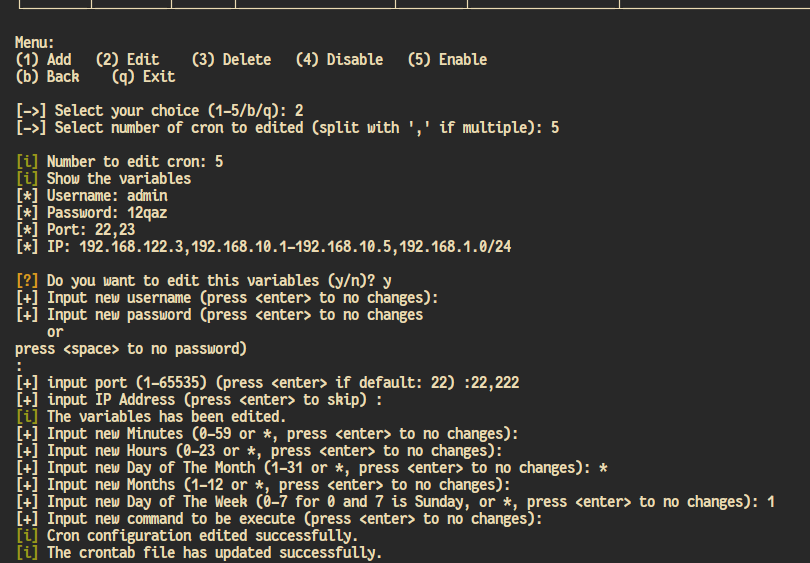 Menu:
(1) Add (2) Edit (3) Delete (4) Disable (5) Enable
(b) Back (q) Exit
[->] Select your choice (1-5/b/q): 2
[->] Select number of cron to edited (split with ',' if multiple): 5
[i] Number to edit cron: 5
[i] Show the variables
[*] Username: admin
[*] Password: 12qaz
[*] Port: 22,23
[*] IP: 192.168.122.3,192.168.10.1-192.168.10.5,192.168.1.0/24
[?] Do you want to edit this variables (y/n)? y
[+] Input new username (press <enter> to no changes):
[+] Input new password (press <enter> to no changes
or
press <space> to no password)
:
[+] input port (1-65535) (press <enter> if default: 22) :22,222
[+] input IP Address (press <enter> to skip) :
[i] The variables has been edited.
[+] Input new Minutes (0-59 or *, press <enter> to no changes):
[+] Input new Hours (0-23 or *, press <enter> to no changes):
[+] Input new Day of The Month (1-31 or *, press <enter> to no changes): *
[+] Input new Months (1-12 or *, press <enter> to no changes):
[+] Input new Day of The Week (0-7 for 0 and 7 is Sunday, or *, press <enter> to no changes): 1
[+] Input new command to be execute (press <enter> to no changes):
[i] Cron configuration edited successfully.
[i] The crontab file has updated successfully.